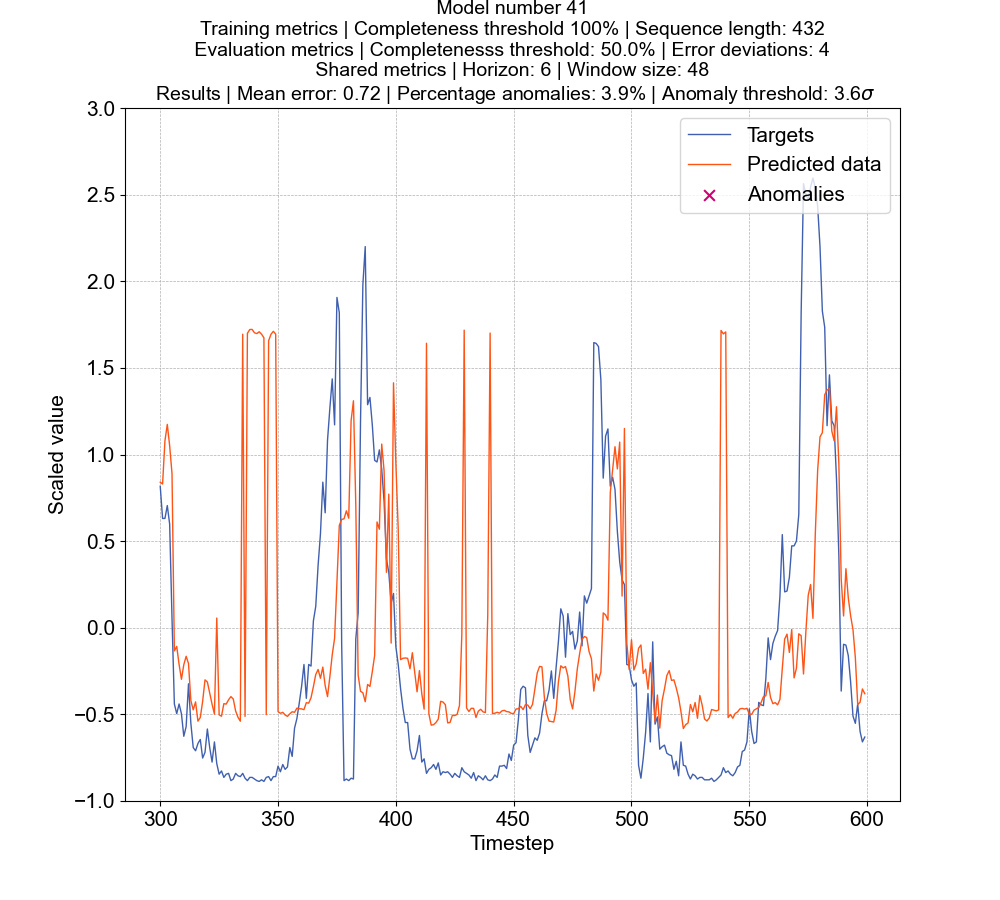 Model number 41
Training metrics | Completeness threshold 100% | Sequence length: 432
Evaluation metrics | Completenesss threshold: 50.0% | Error deviations: 4
Shared metrics | Horizon: 6 | Window size: 48
Results | Mean error: 0.72 | Percentage anomalies: 3.9% | Anomaly threshold: 3.6σ
Targets
Predicted data
Anomalies
3.0
2.5
2.0
1.5
1.0
0.5
0.0
−0.5
−1.0
Scaled value
300 350 400 450 500 550 600
Timestep